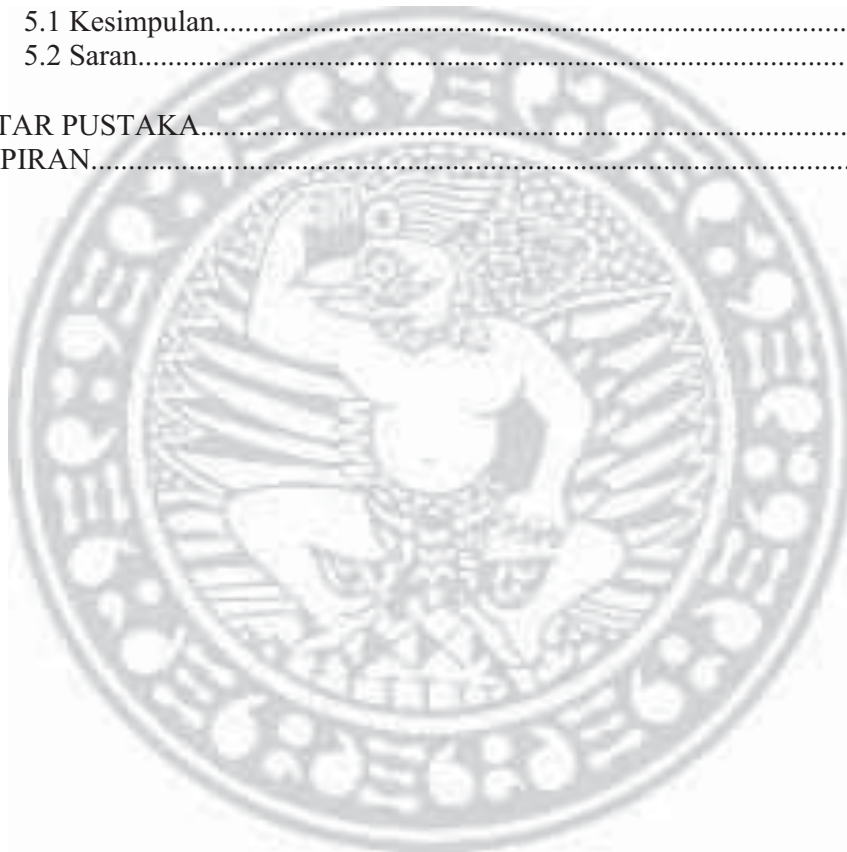 5.1 Kesimpulan....................................................................................
5.2 Saran..............................................................................................
TAR PUSTAKA.....................................................................................
PIRAN....................................................................................................